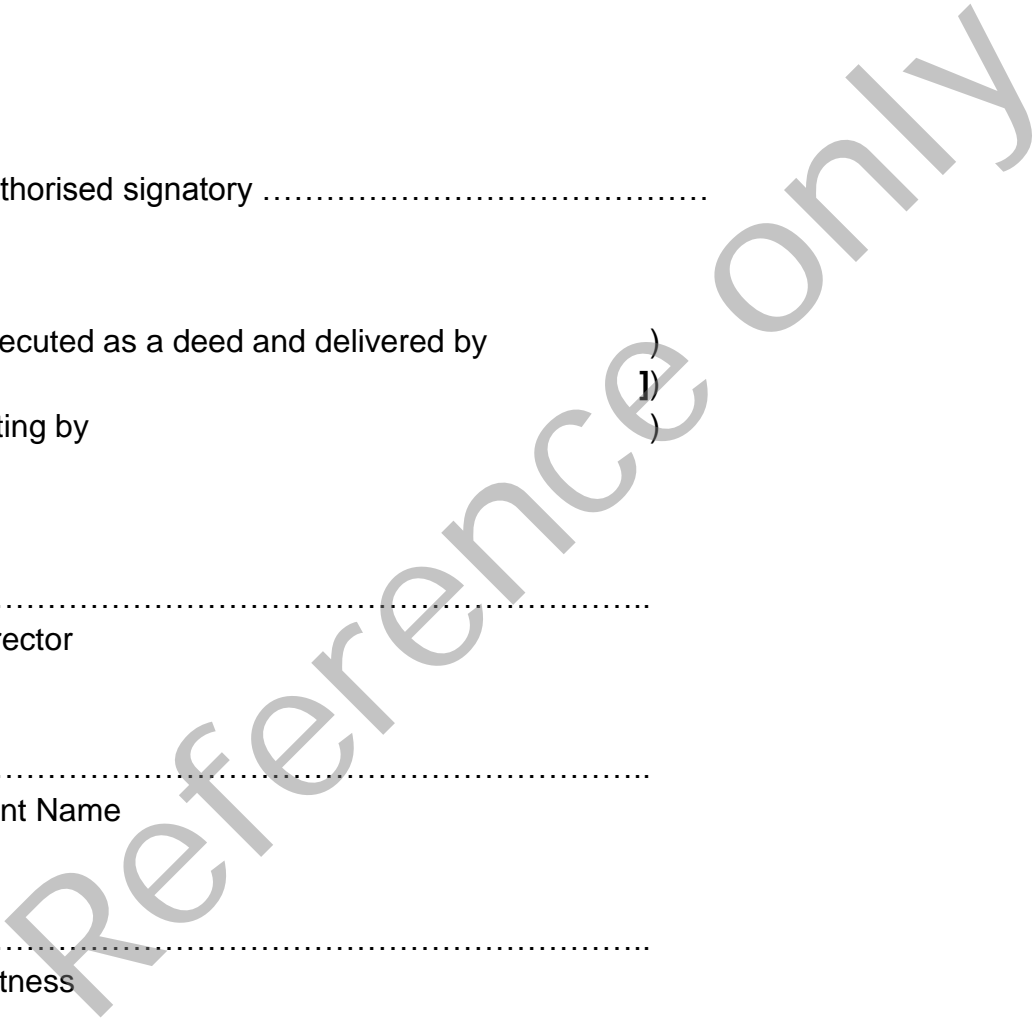 thorised signatory ……………………………………
ecuted as a deed and delivered by )
])
ting by )
……………………………………………………..
rector
……………………………………………………..
nt Name
……………………………………………………..
tness
Reference only